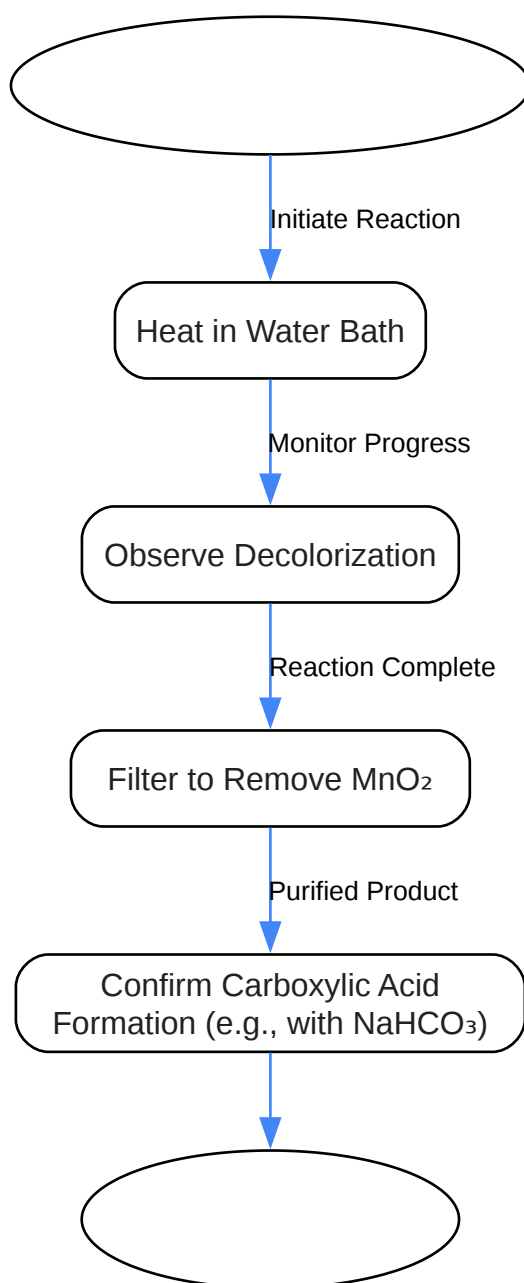 Initiate Reaction
Heat in Water Bath
Monitor Progress
Observe Decolorization
Reaction Complete
Filter to Remove MnO₂
Purified Product
Confirm Carboxylic Acid
Formation (e.g., with NaHCO₃)